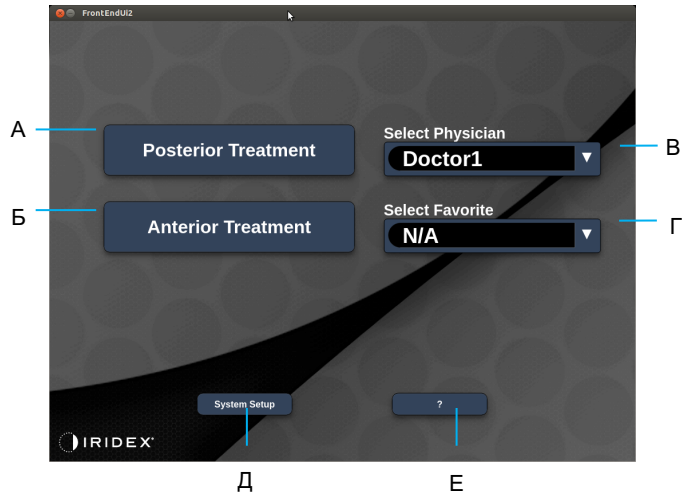 FrontEndUi2
А
Posterior Treatment
Select Physician
Doctor1
В
Б
Anterior Treatment
Select Favorite
N/A
Г
System Setup
?
IRIDEX
Д
Е